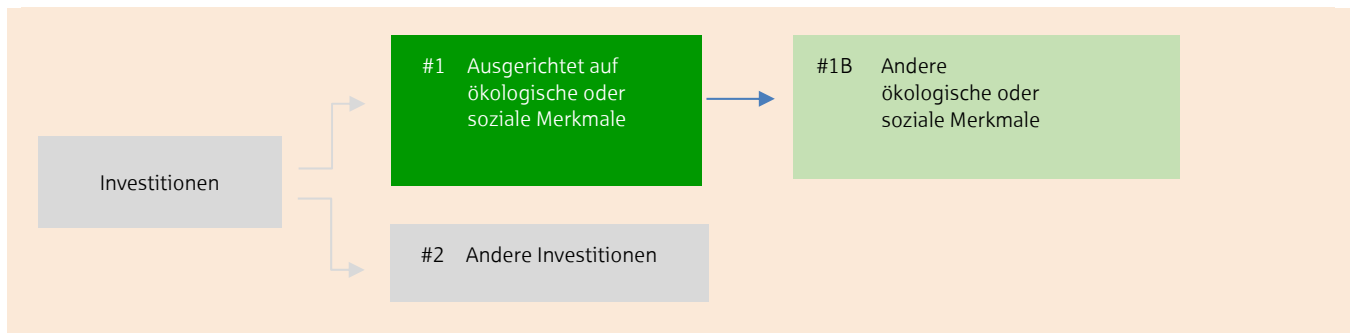 #1 Ausgerichtet auf
ökologische oder
soziale Merkmale
#1B Andere
ökologische oder
soziale Merkmale
Investitionen
#2 Andere Investitionen